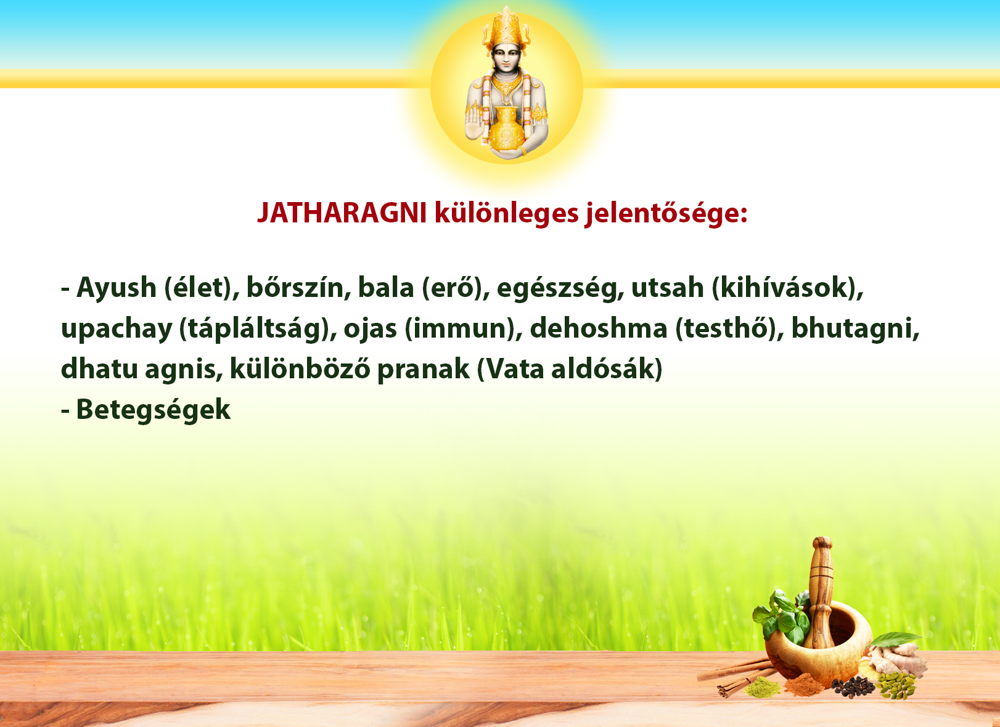 JATHARAGNI különleges jelentősége:
- Ayush (élet), bőrszín, bala (erő), egészség, utsah (kihívások),
upachay (tápláltság), ojas (immun), dehoshma (testhő), bhutagni,
dhatu agnis, különböző pranak (Vata aldósák)
- Betegségek